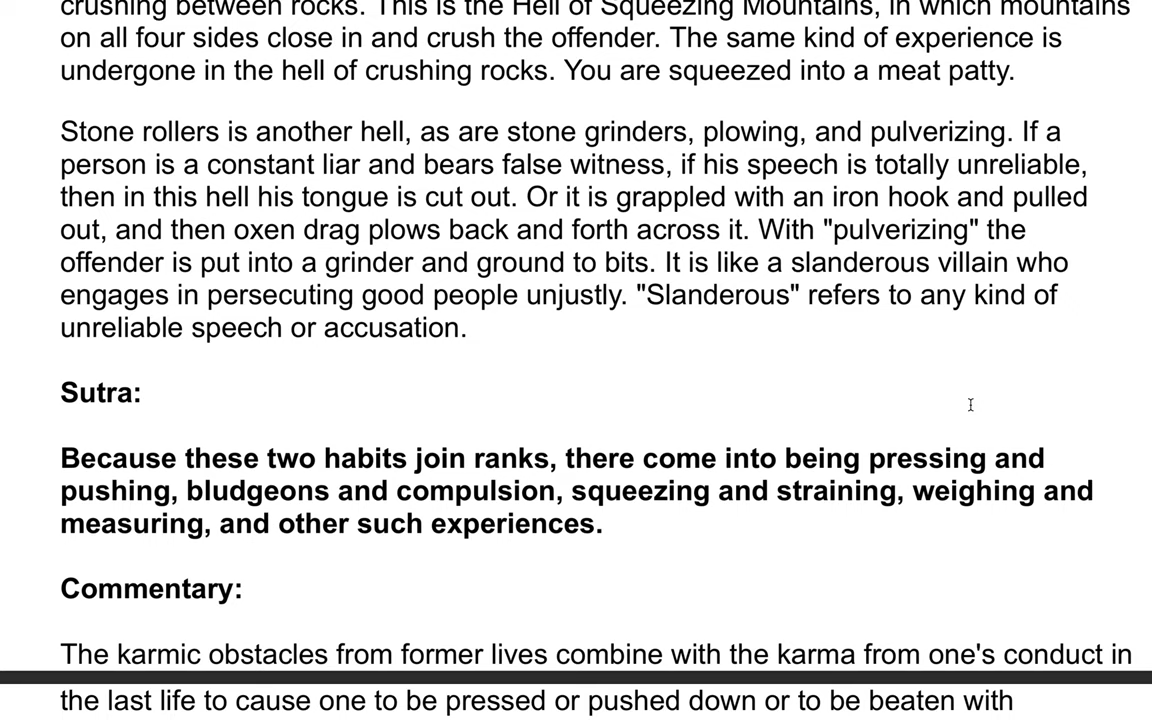 crushing between rocks. This is the Hell of Squeezing Mountains, in which mountains
on all four sides close in and crush the offender. The same kind of experience is
undergone in the hell of crushing rocks. You are squeezed into a meat patty.
Stone rollers is another hell, as are stone grinders, plowing, and pulverizing. If a
person is a constant liar and bears false witness, if his speech is totally unreliable,
then in this hell his tongue is cut out. Or it is grappled with an iron hook and pulled
out, and then oxen drag plows back and forth across it. With "pulverizing" the
offender is put into a grinder and ground to bits. It is like a slanderous villain who
engages in persecuting good people unjustly. "Slanderous" refers to any kind of
unreliable speech or accusation.
Sutra:
Because these two habits join ranks, there come into being pressing and
pushing, bludgeons and compulsion, squeezing and straining, weighing and
measuring, and other such experiences.
Commentary:
The karmic obstacles from former lives combine with the karma from one's conduct in
the last life to cause one to be pressed or pushed down or to be beaten with